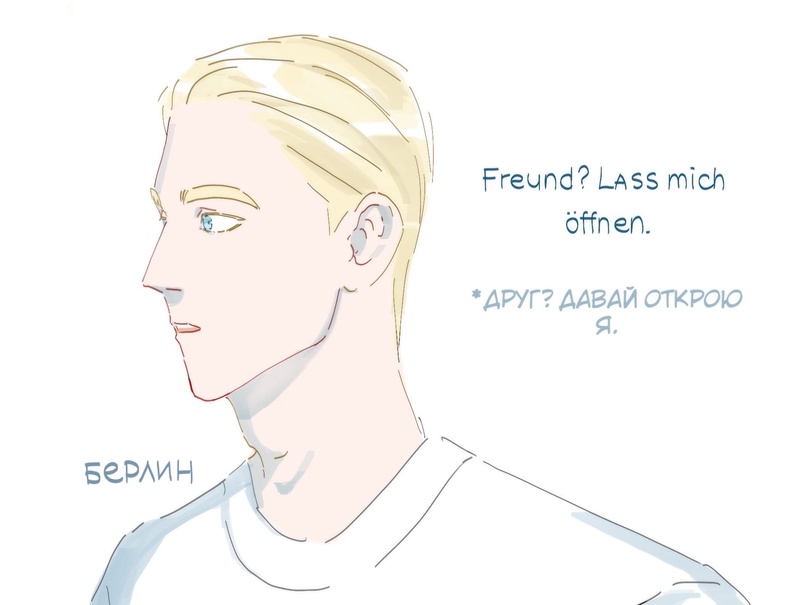 Freund? Lass mich
öffnen.
*ДРУГ? ДАВАЙ ОТКРОЮ
Я.
БЕРЛИН